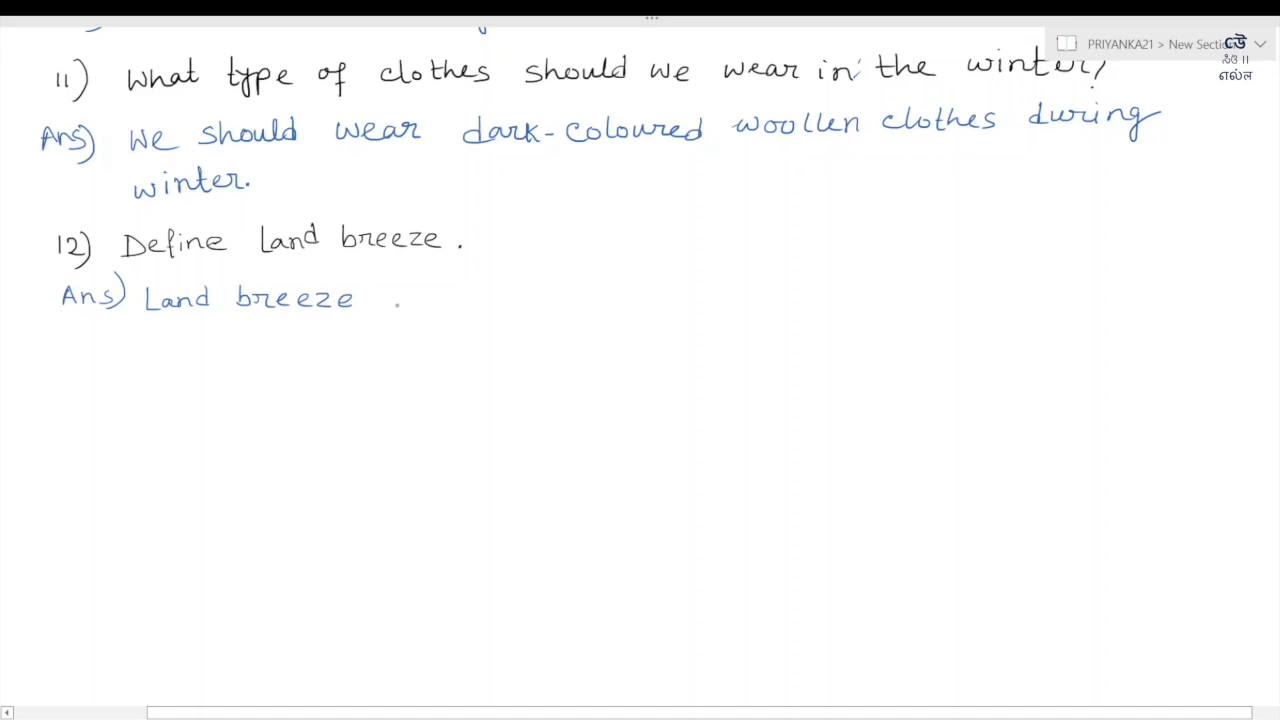 PRIYANKA21 > New Section
11) What type of clothes should we wear in the winter?
Ans) We should wear dark-coloured woollen clothes during
winter.
12) Define Land breeze.
Ans) Land breeze